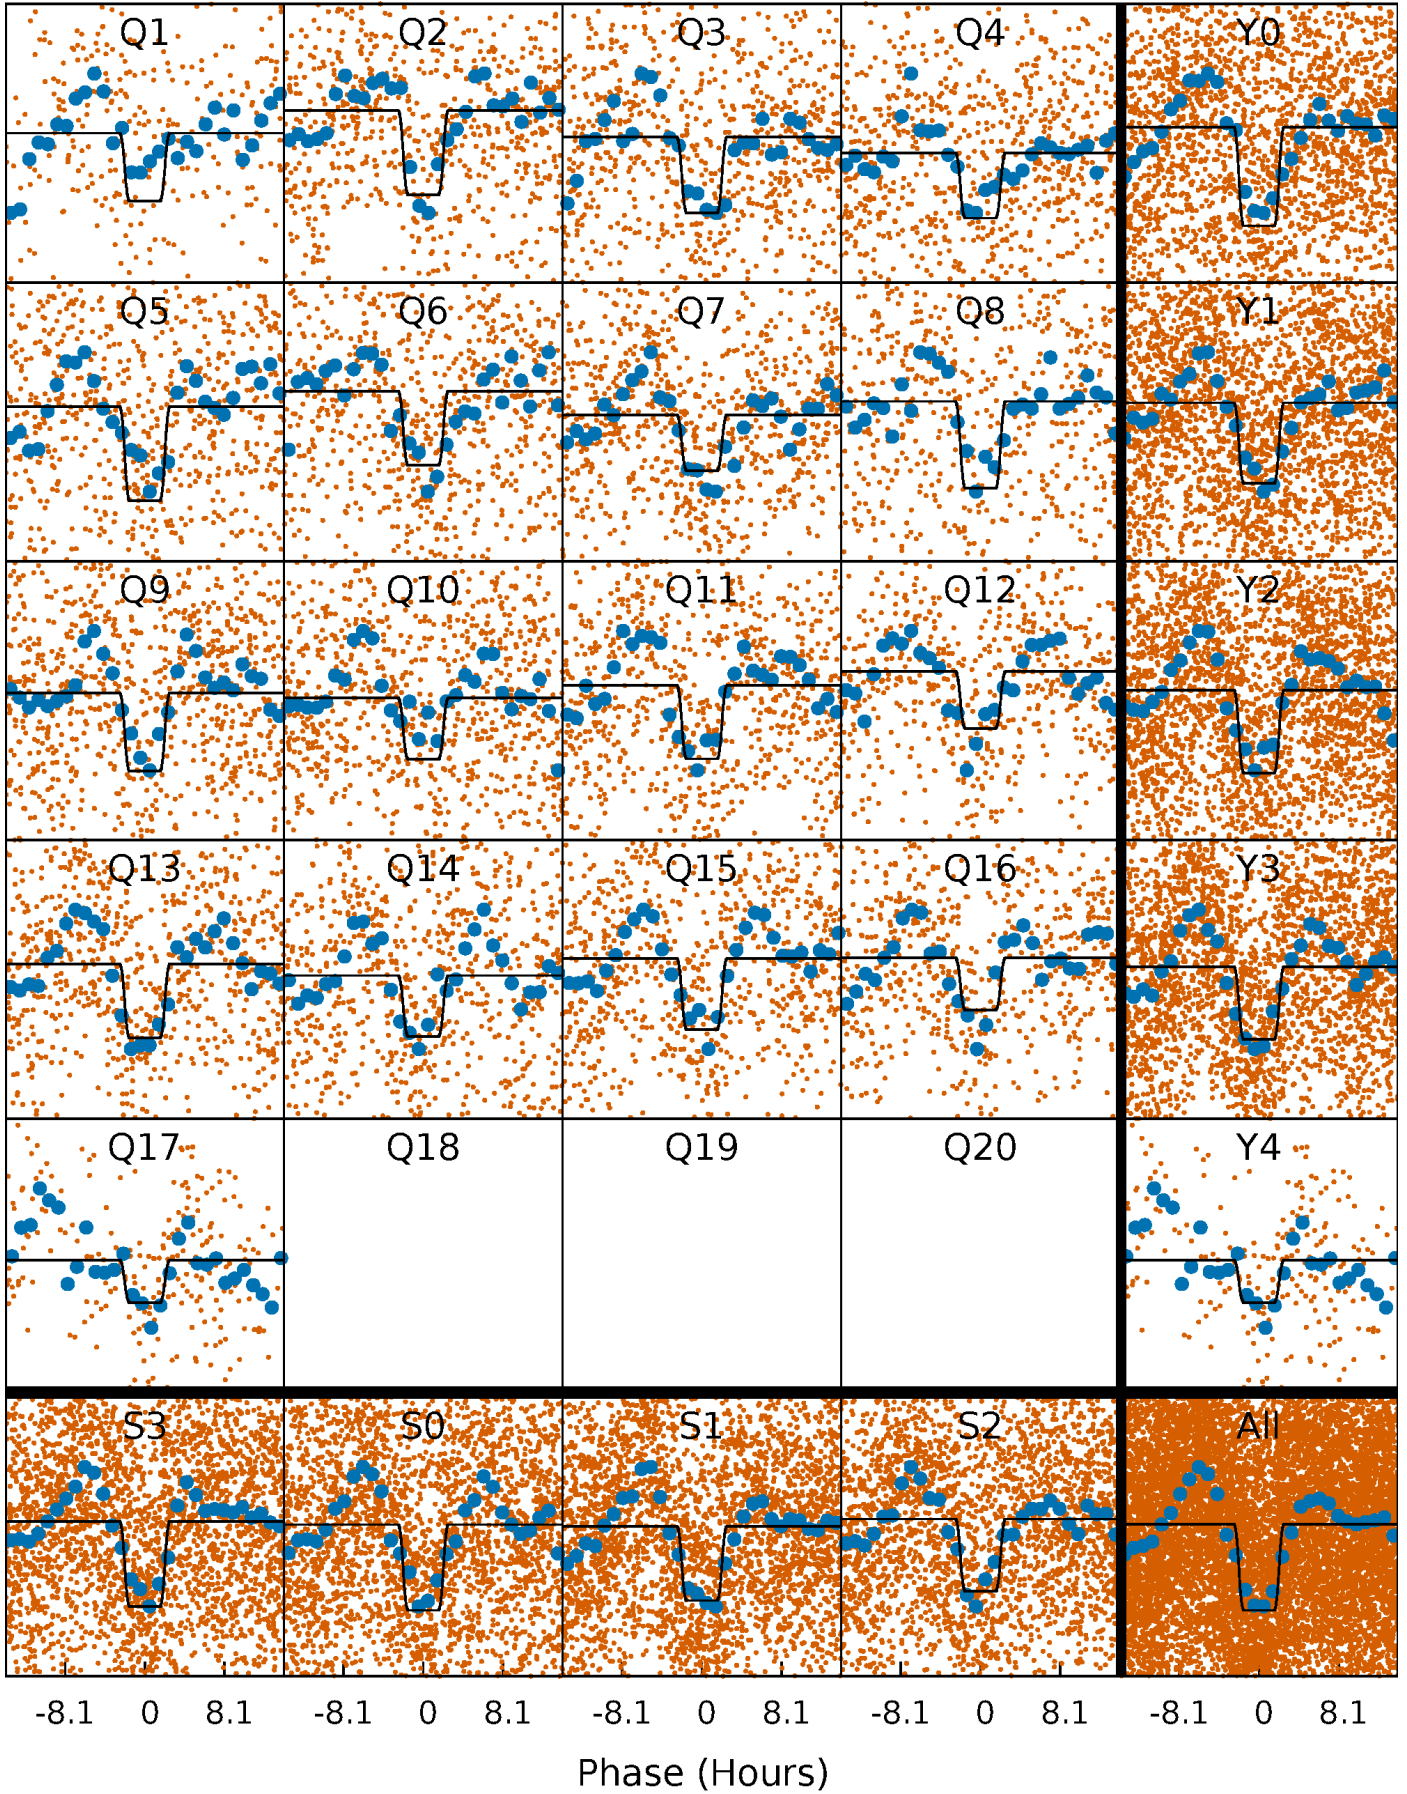 Q1 Q2 Q3 Q4 Y0
Q5 Q6 Q7 Q8 Y1
Q9 Q10 Q11 Q12 Y2
Q13 Q14 Q15 Q16 Y3
Q17 Q18 Q19 Q20 Y4
S3 S0 S1 S2 All
-8.1 0 8.1 -8.1 0 8.1 -8.1 0 8.1 -8.1 0 8.1 -8.1 0 8.1
Phase (Hours)